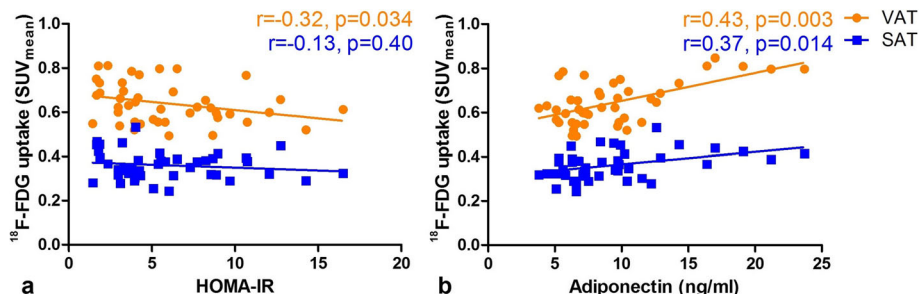 r=-0.32, p=0.034
r=-0.13, p=0.40
¹⁸F-FDG uptake (SUVmean)
1.0
0.8
0.6
0.4
0.2
0.0
0 5 10 15 20
HOMA-IR
a
r=0.43, p=0.003
r=0.37, p=0.014
VAT
SAT
¹⁸F-FDG uptake (SUVmean)
1.0
0.8
0.6
0.4
0.2
0.0
0 5 10 15 20 25
Adiponectin (ng/ml)
b